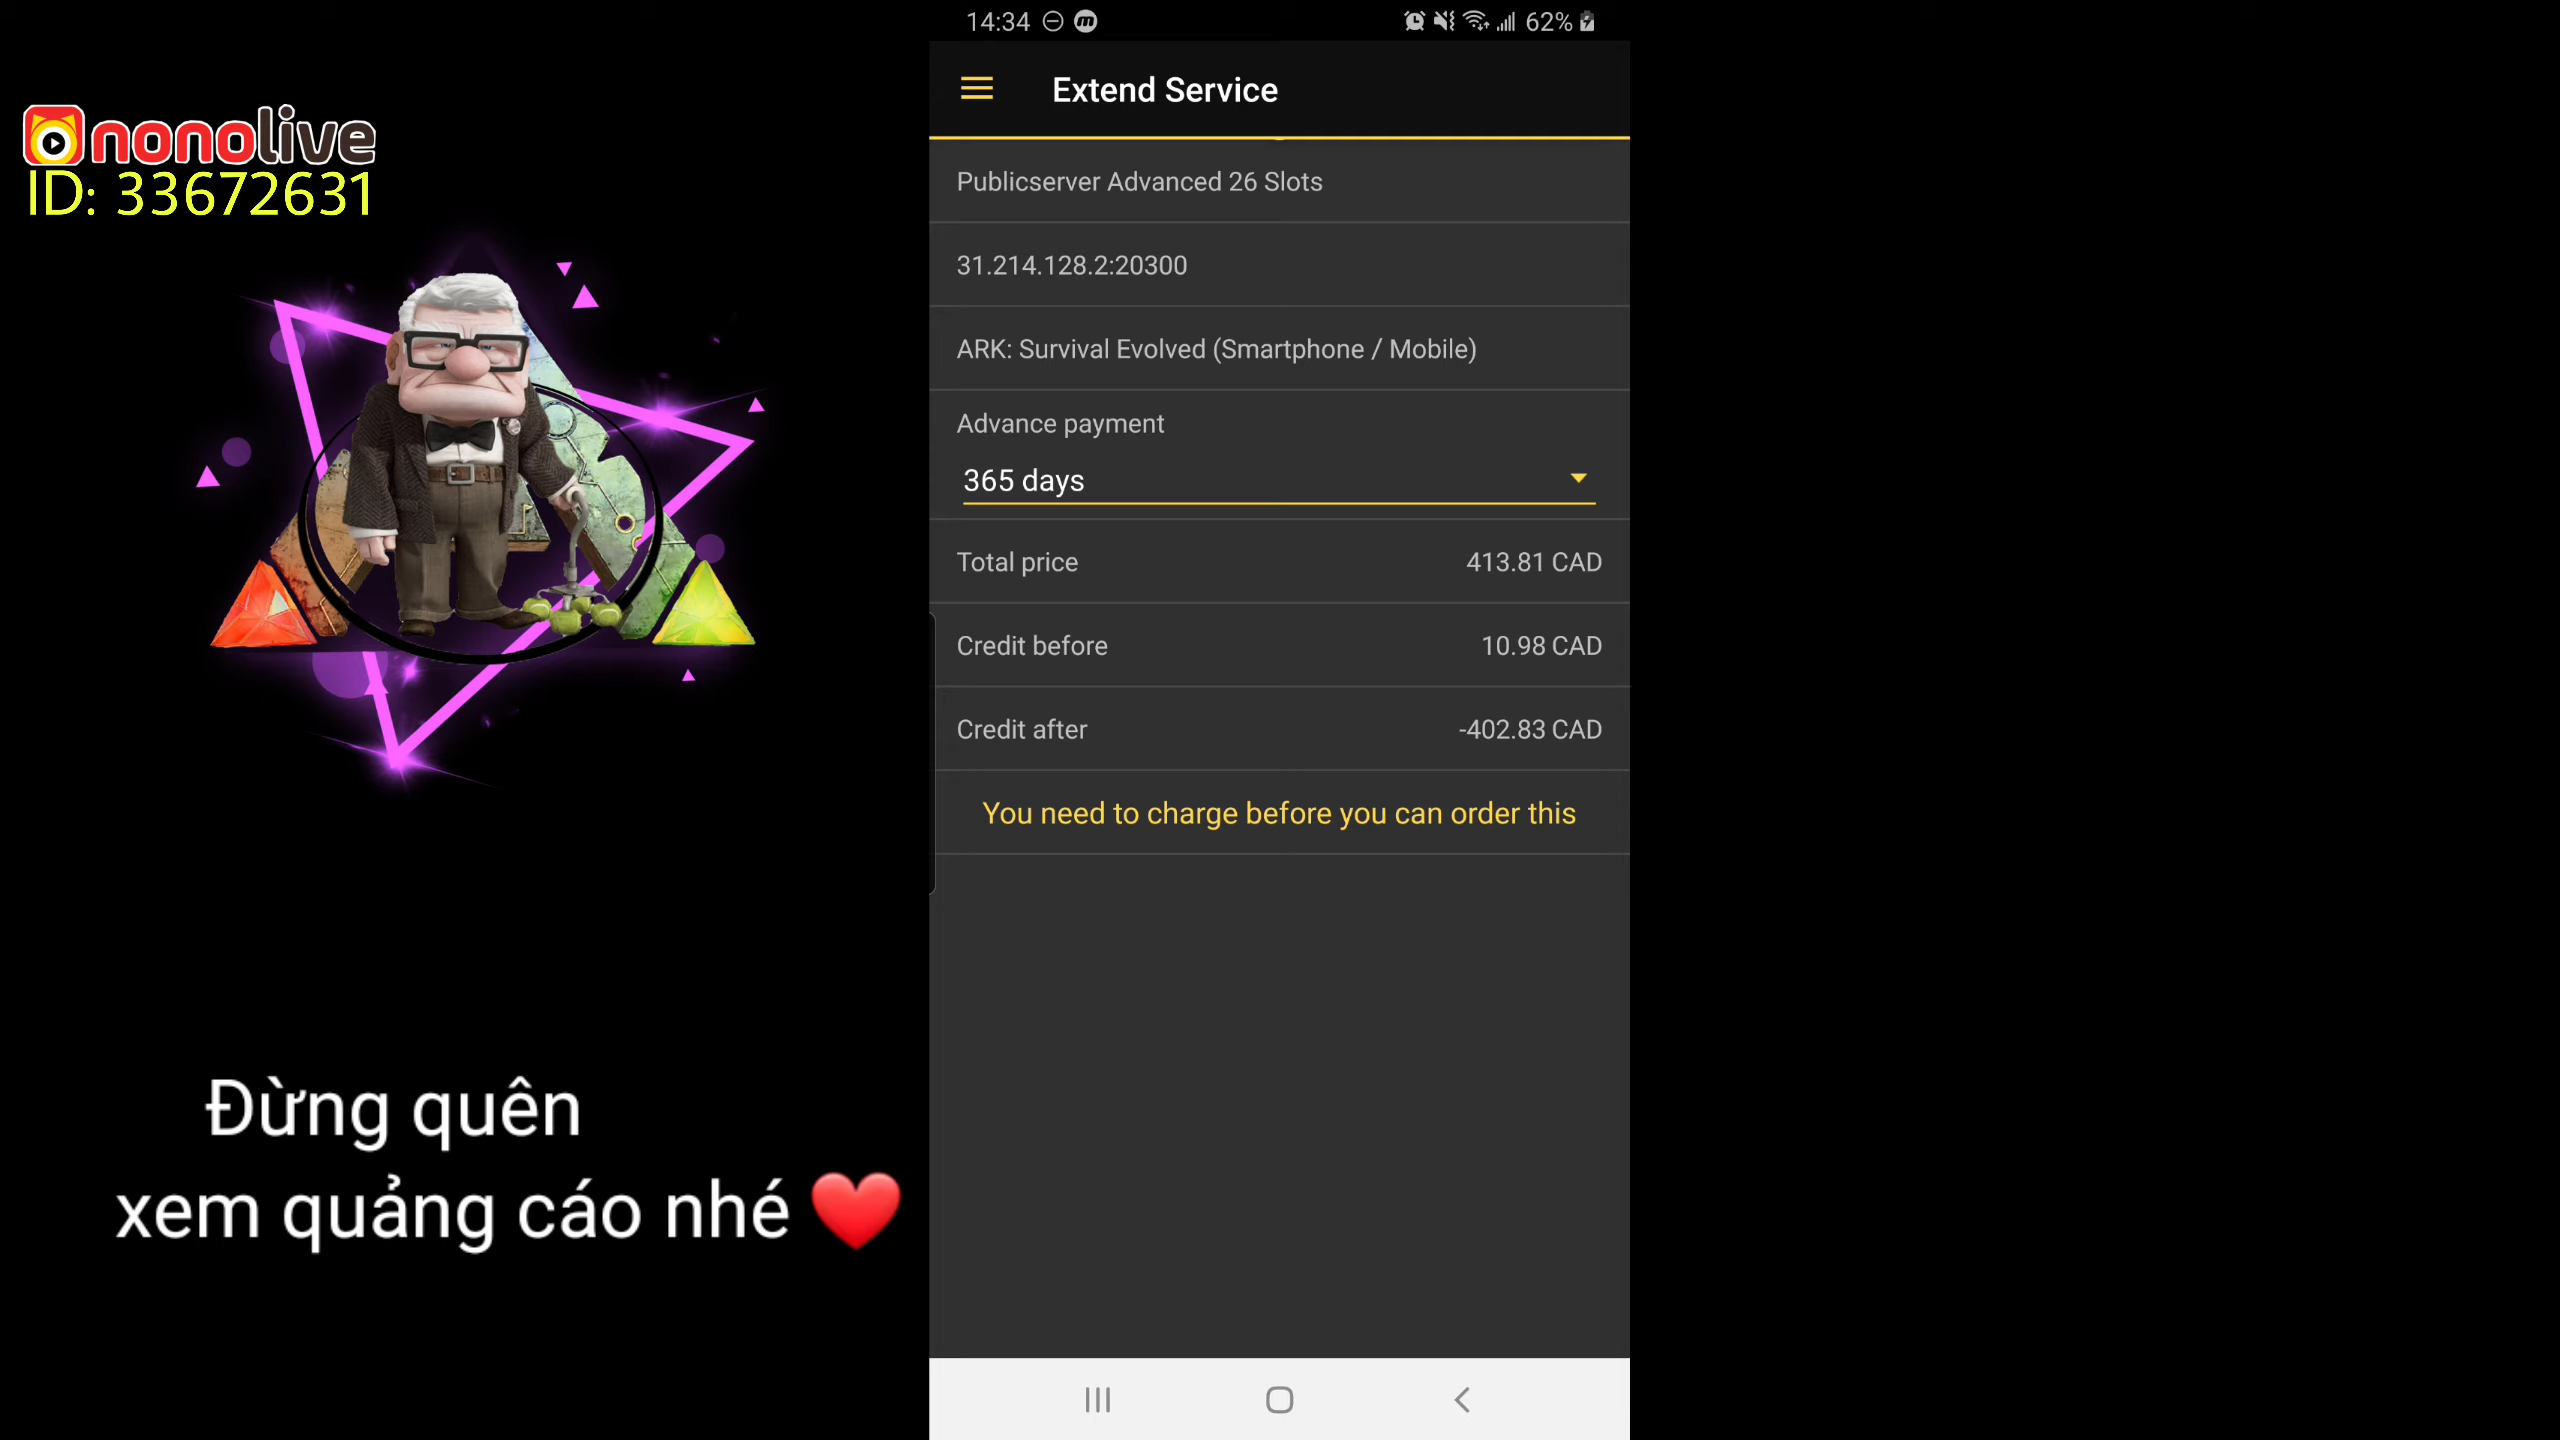 nonolive
ID: 33672631
Đừng quên
xem quảng cáo nhé
14:34
62%
Extend Service
Publicserver Advanced 26 Slots
31.214.128.2:20300
ARK: Survival Evolved (Smartphone / Mobile)
Advance payment
365 days
Total price 413.81 CAD
Credit before 10.98 CAD
Credit after -402.83 CAD
You need to charge before you can order this